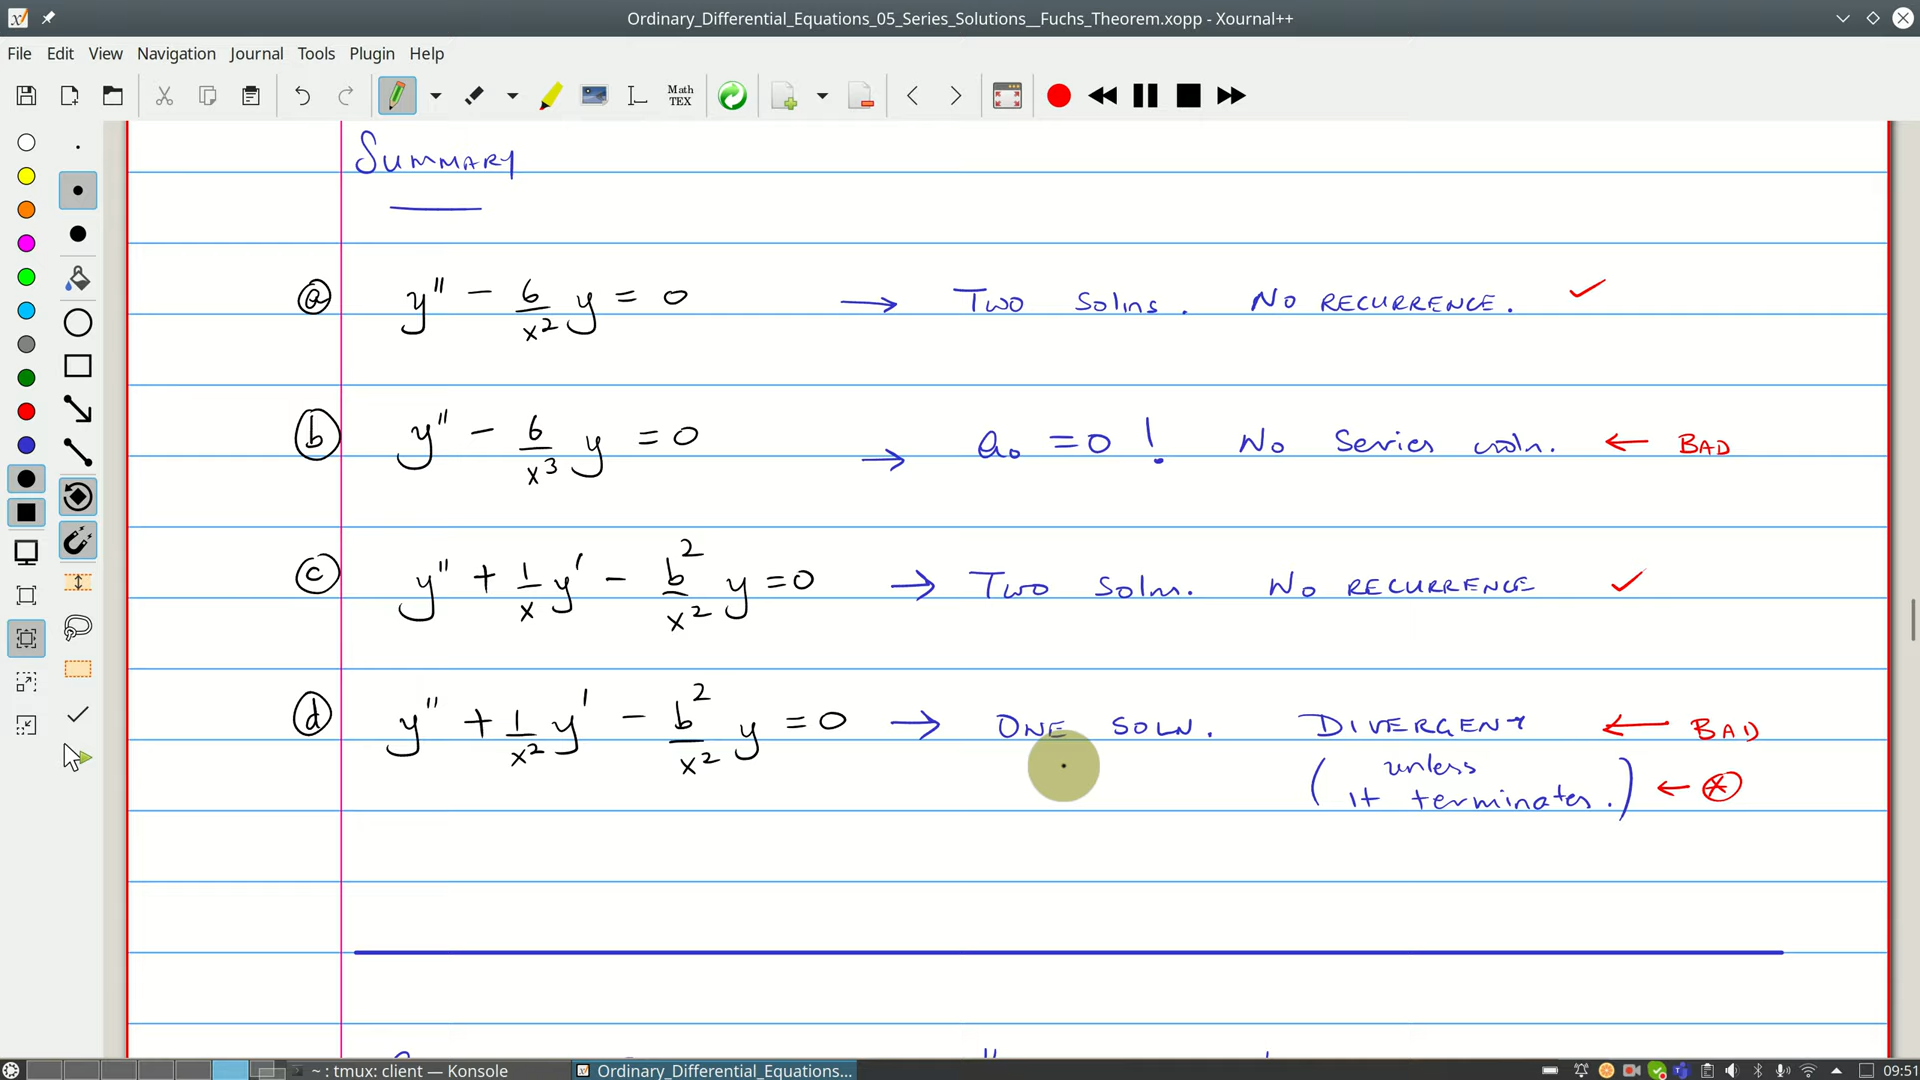 Ordinary_Differential_Equations_05_Series_Solutions__Fuchs_Theorem.xopp - Xournal++
File Edit View Navigation Journal Tools Plugin Help
Math TEX
SUMMARY
ⓐ y'' - 6/x² y = 0 → TWO Solns. NO RECURRENCE. ✓
ⓑ y'' - 6/x³ y = 0 → a₀ = 0 ! No Series soln. ← BAD
ⓒ y'' + 1/x y' - b²/x² y = 0 → TWO Soln. No RECURRENCE ✓
ⓓ y'' + 1/x² y' - b²/x² y = 0 → ONE SOLN. DIVERGENT ← BAD
(unless
it terminates.) ← ⊛
~ : tmux: client — Konsole
Ordinary_Differential_Equations...
09:51